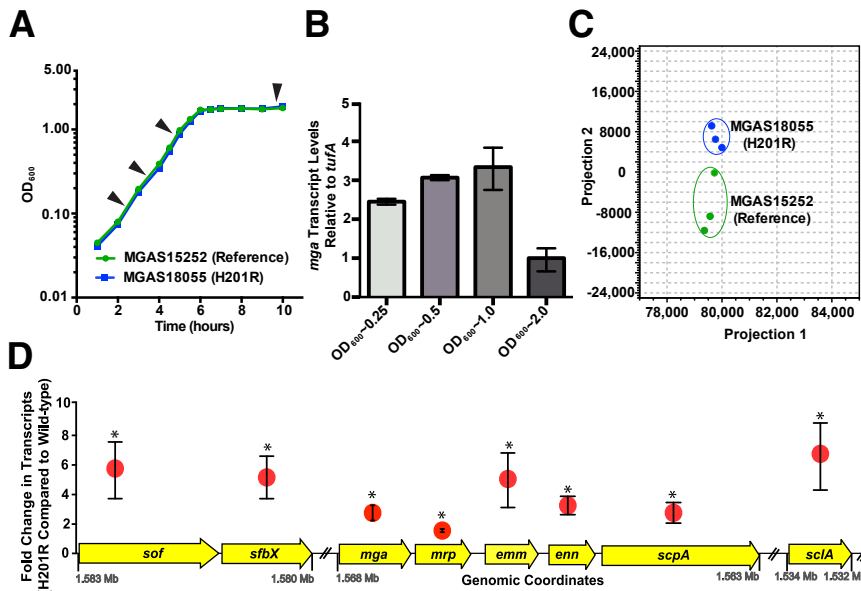 A
B
C
D
5.00
1.00
0.10
0.01
OD600
0
2
4
6
8
10
Time (hours)
MGAS15252 (Reference)
MGAS18055 (H201R)
mga Transcript Levels
Relative to tufA
5
4
3
2
1
0
OD600~0.25
OD600~0.5
OD600~1.0
OD600~2.0
Projection 2
24,000
16,000
8000
0
-8000
-16,000
-24,000
78,000
80,000
82,000
84,000
Projection 1
MGAS18055
(H201R)
MGAS15252
(Reference)
Fold Change in Transcripts
H201R Compared to Wild-type)
10
8
6
4
2
0
*
*
*
*
*
*
*
*
sof
sfbX
mga
mrp
emm
enn
scpA
sclA
1.583 Mb
1.580 Mb
1.568 Mb
Genomic Coordinates
1.563 Mb
1.534 Mb
1.532 M